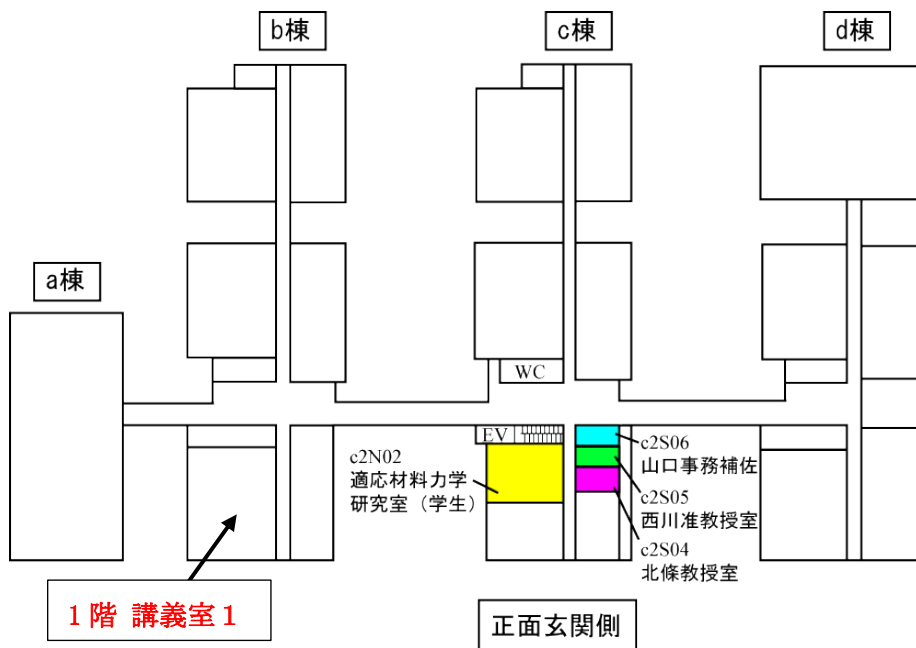 b棟
c棟
d棟
a棟
WC
EV
c2N02
適応材料力学
研究室（学生）
c2S06
山口事務補佐
c2S05
西川准教授室
c2S04
北條教授室
1階 講義室1
正面玄関側